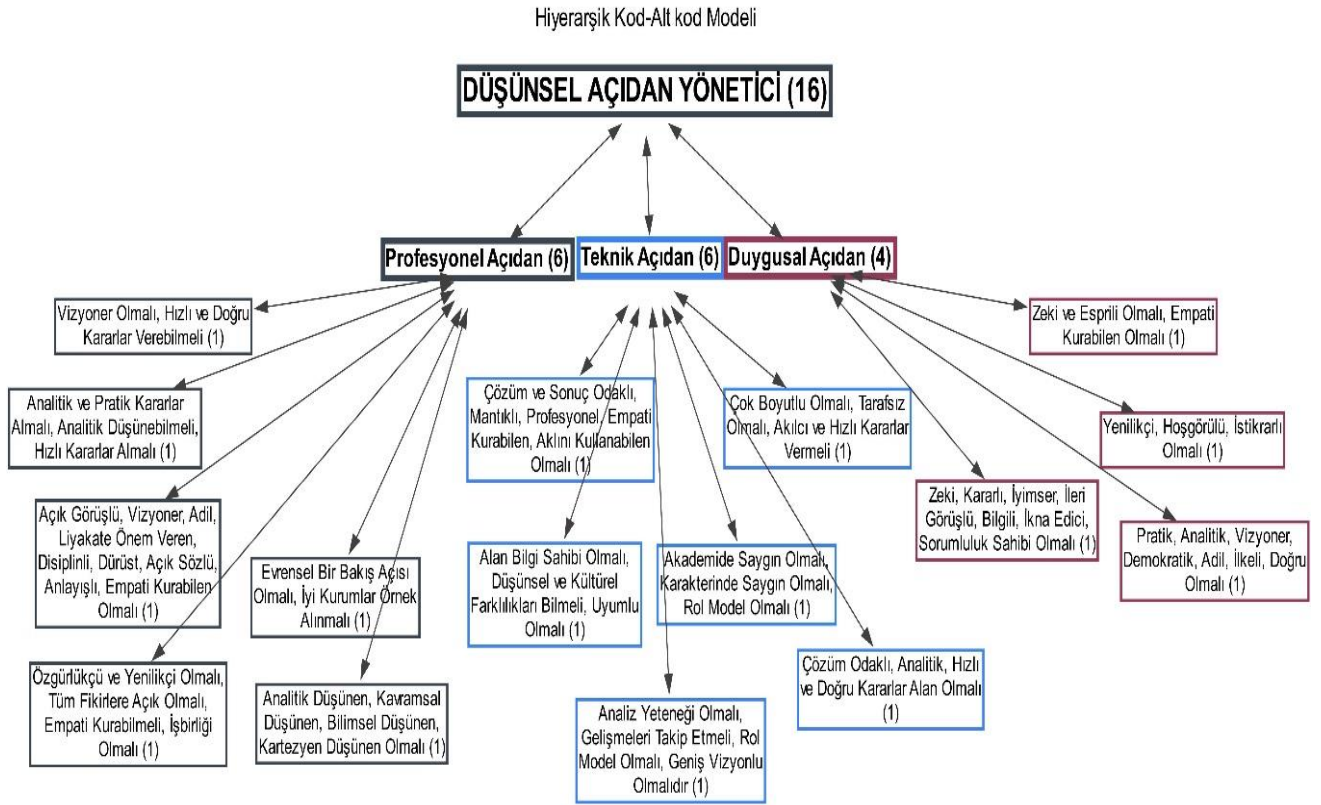 Hiyerarşik Kod-Alt kod Modeli
DÜŞÜNSEL AÇIDAN YÖNETİCİ (16)
Profesyonel Açıdan (6)
Teknik Açıdan (6)
Duygusal Açıdan (4)
Vizyoner Olmalı, Hızlı ve Doğru
Kararlar Verebilmeli (1)
Analitik ve Pratik Kararlar
Almalı, Analitik Düşünebilmeli,
Hızlı Kararlar Almalı (1)
Açık Görüşlü, Vizyoner, Adil,
Liyakate Önem Veren,
Disiplinli, Dürüst, Açık Sözlü,
Anlayışlı, Empati Kurabilen
Olmalı (1)
Özgürlükçü ve Yenilikçi Olmalı,
Tüm Fikirlere Açık Olmalı,
Empati Kurabilmeli, İşbirliği
Olmalı (1)
Evrensel Bir Bakış Açısı
Olmalı, İyi Kurumlar Örnek
Alınmalı (1)
Analitik Düşünen, Kavramsal
Düşünen, Bilimsel Düşünen,
Kartezyen Düşünen Olmalı (1)
Çözüm ve Sonuç Odaklı,
Mantıklı, Profesyonel, Empati
Kurabilen, Aklını Kullanabilen
Olmalı (1)
Alan Bilgi Sahibi Olmalı,
Düşünsel ve Kültürel
Farklılıkları Bilmeli, Uyumlu
Olmalı (1)
Analiz Yeteneği Olmalı,
Gelişmeleri Takip Etmeli, Rol
Model Olmalı, Geniş Vizyonlu
Olmalıdır (1)
Akademide Saygın Olmalı,
Karakterinde Saygın Olmalı,
Rol Model Olmalı (1)
Çözüm Odaklı, Analitik, Hızlı
ve Doğru Kararlar Alan Olmalı
(1)
Çok Boyutlu Olmalı, Tarafsız
Olmalı, Akılcı ve Hızlı Kararlar
Vermeli (1)
Zeki, Kararlı, İyimser, İleri
Görüşlü, Bilgili, İkna Edici,
Sorumluluk Sahibi Olmalı (1)
Pratik, Analitik, Vizyoner,
Demokratik, Adil, İlkeli, Doğru
Olmalı (1)
Yenilikçi, Hoşgörülü, İstikrarlı
Olmalı (1)
Zeki ve Esprili Olmalı, Empati
Kurabilen Olmalı (1)